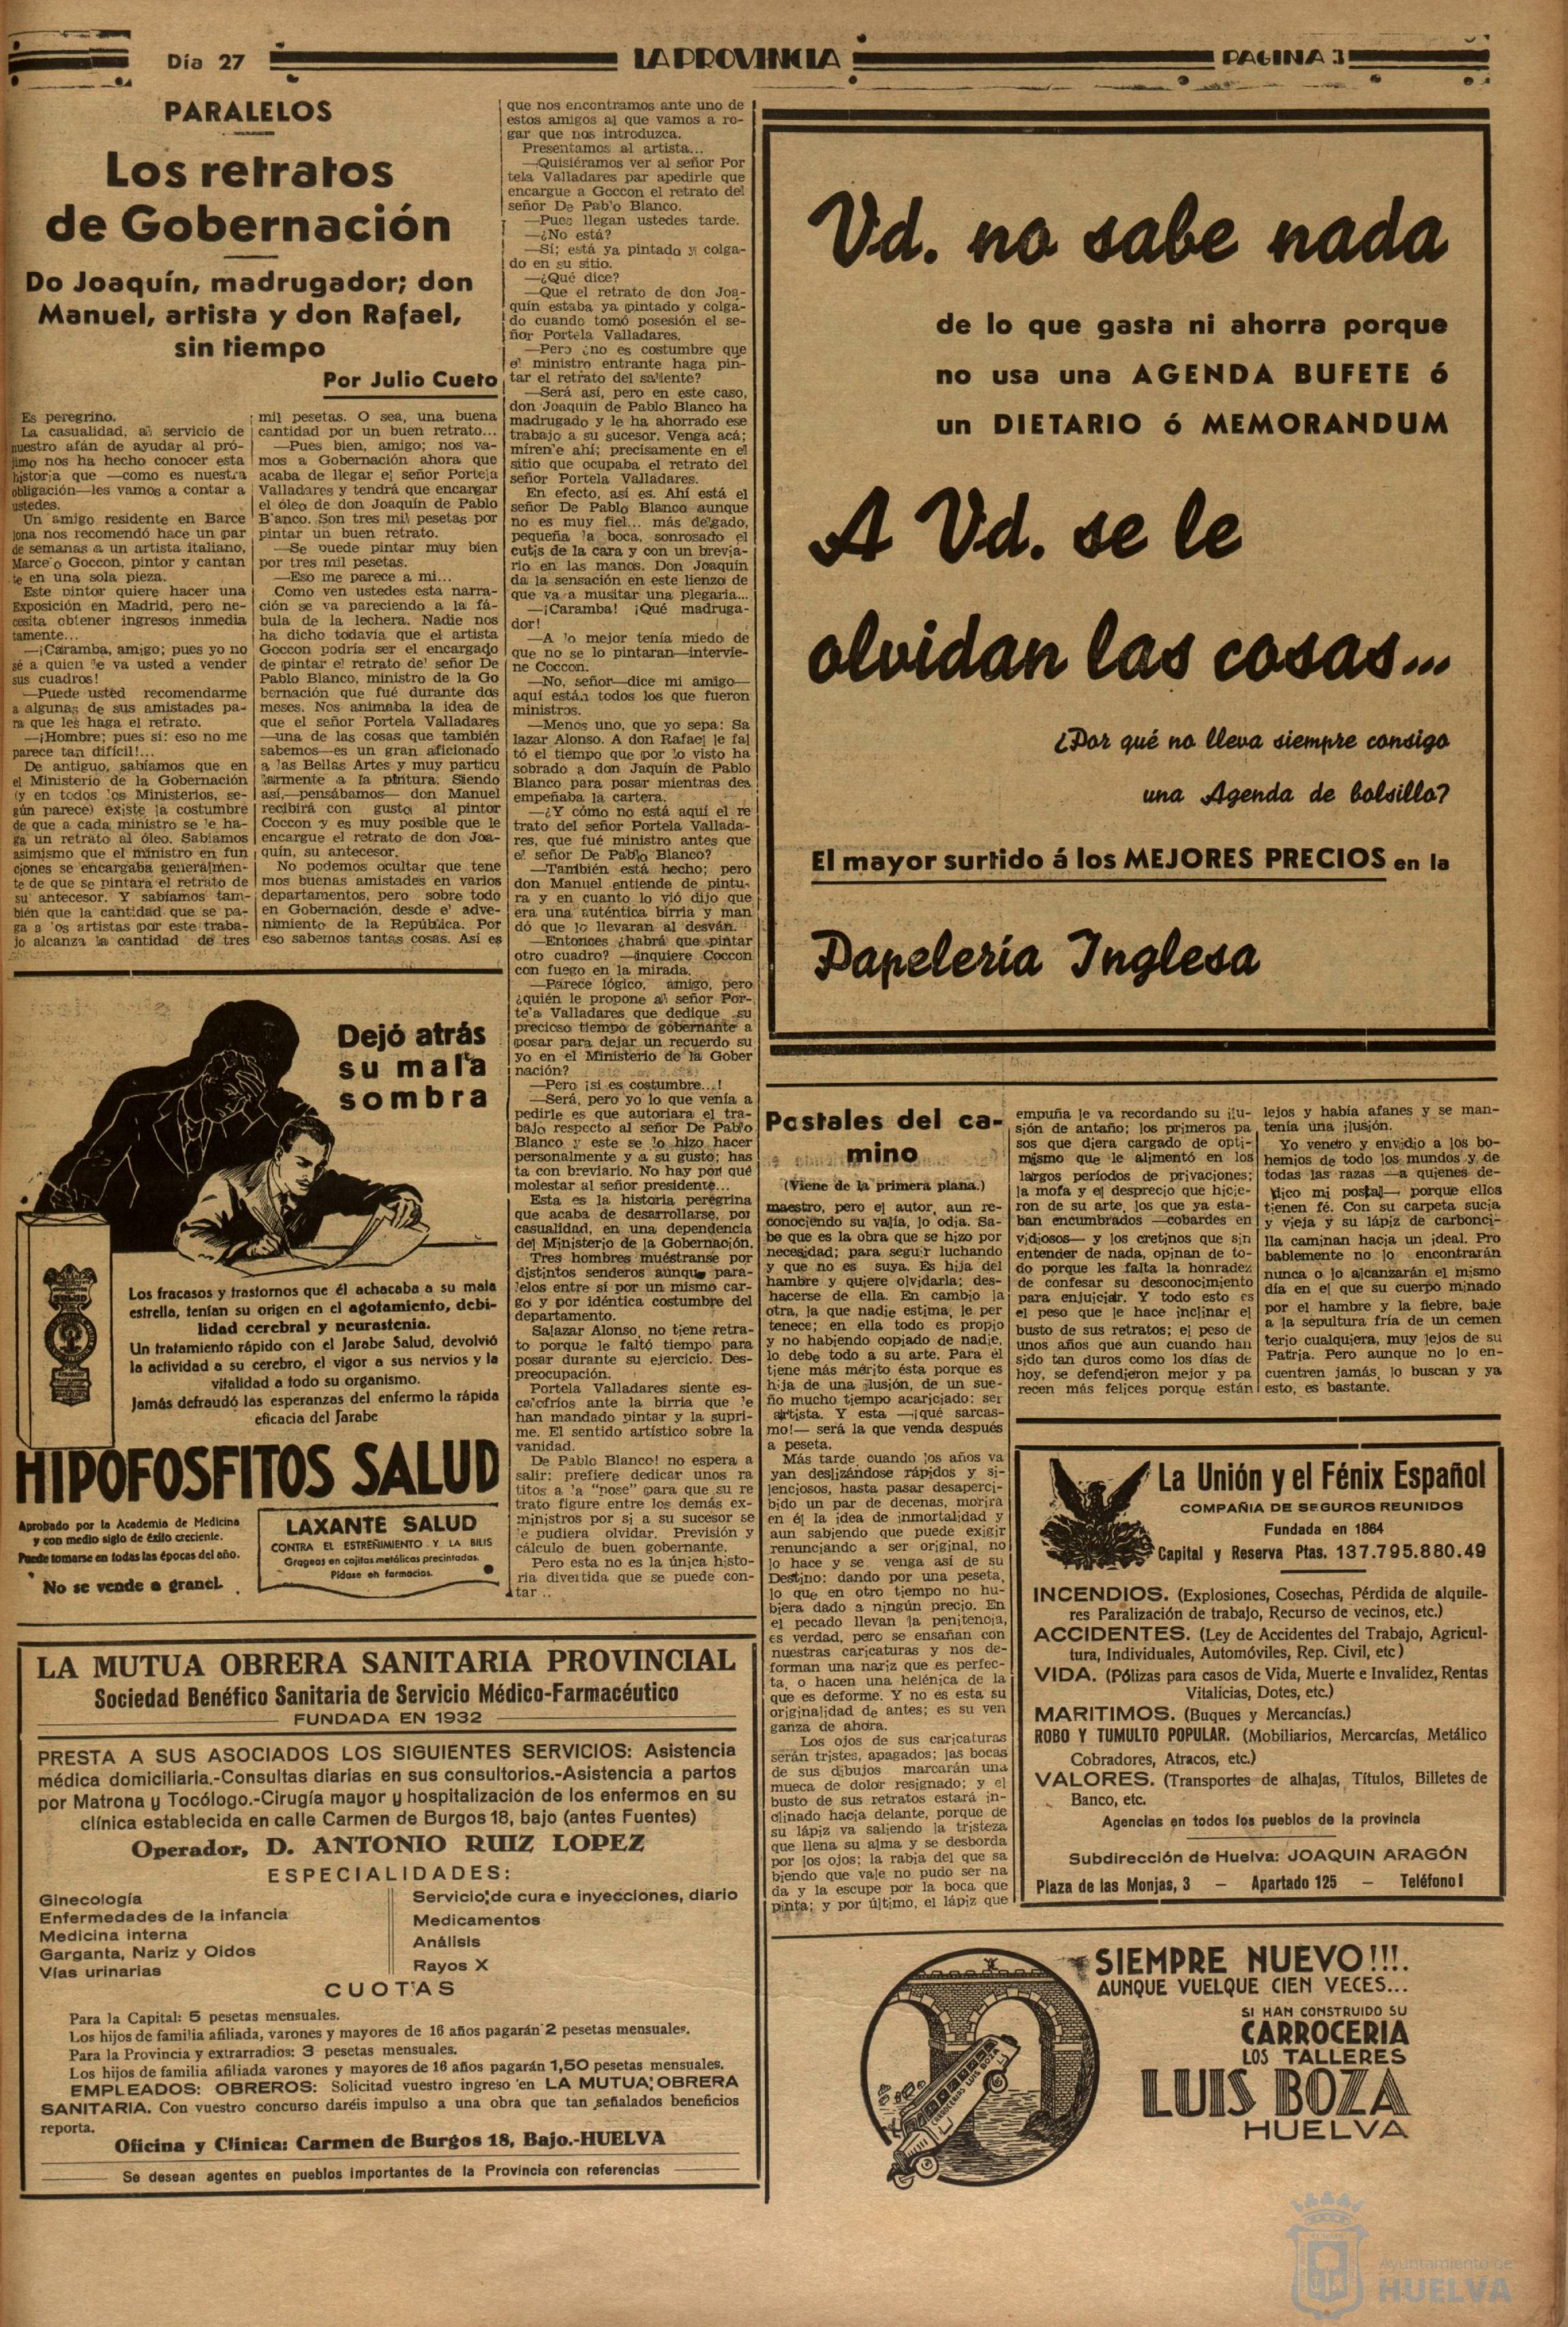 Día 27
LA PROVINCIA
PAGINA 3
PARALELOS
Los retratos
de Gobernación
Do Joaquín, madrugador; don
Manuel, artista y don Rafael,
sin tiempo
Por Julio Cueto
Es peregrino.
La casualidad, al servicio de
nuestro afán de ayudar al pró-
jimo nos ha hecho conocer esta
historia que —como es nuestra
obligación—les vamos a contar a
ustedes.
Un amigo residente en Barce
lona nos recomendó hace un par
de semanas a un artista italiano,
Marce'o Goccon, pintor y cantan
te en una sola pieza.
Este pintor quiere hacer una
Exposición en Madrid, pero ne-
cesita obtener ingresos inmedia
tamente...
—¡Caramba, amigo; pues yo no
sé a quien 'e va usted a vender
sus cuadros!
—Puede usted recomendarme
a algunas de sus amistades pa-
ra que les haga el retrato.
—¡Hombre; pues sí: eso no me
parece tan difícil!...
De antiguo, sabíamos que en
el Ministerio de la Gobernación
(y en todos 'os Ministerios, se-
gún parece) existe la costumbre
de que a cada ministro se 'e ha-
ga un retrato al óleo. Sabíamos
asimismo que el ministro en fun
ciones se encargaba generalmen-
te de que se pintara el retrato de
su antecesor. Y sabíamos tam-
bién que la cantidad que se pa-
ga a 'os artistas por este traba-
jo alcanza la cantidad de tres
mil pesetas. O sea, una buena
cantidad por un buen retrato...
—Pues bien, amigo; nos va-
mos a Gobernación ahora que
acaba de llegar el señor Portela
Valladares y tendrá que encargar
el óleo de don Joaquín de Pablo
B'anco. Son tres mil pesetas por
pintar un buen retrato.
—Se puede pintar muy bien
por tres mil pesetas.
—Eso me parece a mi...
Como ven ustedes esta narra-
ción se va pareciendo a la fá-
bula de la lechera. Nadie nos
ha dicho todavía que el artista
Goccon podría ser el encargado
de pintar el retrato de' señor De
Pablo Blanco, ministro de la Go
bernación que fué durante dos
meses. Nos animaba la idea de
que el señor Portela Valladares
—una de las cosas que también
sabemos—es un gran aficionado
a las Bellas Artes y muy particu
'armente a la pintura. Siendo
así,—pensábamos— don Manuel
recibirá con gusto al pintor
Coccon y es muy posible que le
encargue el retrato de don Joa-
quín, su antecesor.
No podemos ocultar que tene
mos buenas amistades en varios
departamentos, pero sobre todo
en Gobernación, desde e' adve-
nimiento de la República. Por
eso sabemos tantas cosas. Así es
que nos encontramos ante uno de
estos amigos al que vamos a ro-
gar que nos introduzca.
Presentamos al artista...
—Quisiéramos ver al señor Por
tela Valladares par apedirle que
encargue a Goccon el retrato del
señor De Pab'o Blanco.
—Pues llegan ustedes tarde.
—¿No está?
—Sí; está ya pintado y colga-
do en su sitio.
—¿Qué dice?
—Que el retrato de don Joa-
quín estaba ya pintado y colga-
do cuando tomó posesión el se-
ñor Portela Valladares.
—Pero ¿no es costumbre que
e' ministro entrante haga pin-
tar el retrato del saliente?
—Será así, pero en este caso,
don Joaquín de Pablo Blanco ha
madrugado y le ha ahorrado ese
trabajo a su sucesor. Venga acá;
miren'e ahí; precisamente en el
sitio que ocupaba el retrato del
señor Portela Valladares.
En efecto, así es. Ahí está el
señor De Pablo Blanco aunque
no es muy fiel... más delgado,
pequeña 'a boca, sonrosado el
cutis de la cara y con un brevia-
rio en las manos. Don Joaquín
da la sensación en este lienzo de
que va a musitar una plegaria...
—¡Caramba! ¡Qué madruga-
dor!
—A 'o mejor tenía miedo de
que no se lo pintaran—intervie-
ne Coccon.
—No, señor—dice mi amigo—
aquí están todos los que fueron
ministros.
—Menos uno, que yo sepa: Sa
lazar Alonso. A don Rafael le fal
tó el tiempo que por lo visto ha
sobrado a don Jaquín de Pablo
Blanco para posar mientras des
empeñaba la cartera.
—¿Y cómo no está aquí el re
trato del señor Portela Vallada-
res, que fué ministro antes que
e' señor De Pablo Blanco?
—También está hecho; pero
don Manuel entiende de pintu-
ra y en cuanto lo vió dijo que
era una auténtica birria y man
dó que lo llevaran al desván.
—Entonces ¿habrá que pintar
otro cuadro? —inquiere Coccon
con fuego en la mirada.
—Parece lógico, amigo, pero
¿quién le propone al señor Por-
te'a Valladares que dedique su
precioso tiempo de gobernante a
posar para dejar un recuerdo su
yo en el Ministerio de la Gober
nación?
—Pero ¡si es costumbre...!
—Será, pero yo lo que venía a
pedirle es que autoriara el tra-
bajo respecto al señor De Pablo
Blanco y este se lo hizo hacer
personalmente y a su gusto; has
ta con breviario. No hay por qué
molestar al señor presidente...
Esta es la historia peregrina
que acaba de desarrollarse, por
casualidad, en una dependencia
del Ministerio de la Gobernación.
Tres hombres muéstranse por
distintos senderos aunque para-
'elos entre sí por un mismo car-
go y por idéntica costumbre del
departamento.
Salazar Alonso, no tiene retra-
to porque le faltó tiempo para
posar durante su ejercicio. Des-
preocupación.
Portela Valladares siente es-
ca'ofríos ante la birria que 'e
han mandado pintar y la supri-
me. El sentido artístico sobre la
vanidad.
De Pablo Blanco! no espera a
salir: prefiere dedicar unos ra
titos a 'a "pose" para que su re
trato figure entre los demás ex-
ministros por si a su sucesor se
'e pudiera olvidar. Previsión y
cálculo de buen gobernante.
Pero esta no es la única histo-
ria divertida que se puede con-
tar...
Dejó atrás
su mala
sombra
Los fracasos y trastornos que él achacaba a su mala
estrella, tenían su origen en el agotamiento, debi-
lidad cerebral y neurastenia.
Un tratamiento rápido con el Jarabe Salud, devolvió
la actividad a su cerebro, el vigor a sus nervios y la
vitalidad a todo su organismo.
Jamás defraudó las esperanzas del enfermo la rápida
eficacia del Jarabe
HIPOFOSFITOS SALUD
Aprobado por la Academia de Medicina
y con medio siglo de éxito creciente.
Puede tomarse en todas las épocas del año.
No se vende a granel.
LAXANTE SALUD
CONTRA EL ESTREÑIMIENTO Y LA BILIS
Grageas en cajitas metálicas precintadas.
Pídase en farmacias.
LA MUTUA OBRERA SANITARIA PROVINCIAL
Sociedad Benéfico Sanitaria de Servicio Médico-Farmacéutico
FUNDADA EN 1932
PRESTA A SUS ASOCIADOS LOS SIGUIENTES SERVICIOS: Asistencia
médica domiciliaria.-Consultas diarias en sus consultorios.-Asistencia a partos
por Matrona y Tocólogo.-Cirugía mayor y hospitalización de los enfermos en su
clínica establecida en calle Carmen de Burgos 18, bajo (antes Fuentes)
Operador, D. ANTONIO RUIZ LOPEZ
ESPECIALIDADES:
Ginecología
Enfermedades de la infancia
Medicina interna
Garganta, Nariz y Oidos
Vías urinarias
Servicio de cura e inyecciones, diario
Medicamentos
Análisis
Rayos X
CUOTAS
Para la Capital: 5 pesetas mensuales.
Los hijos de familia afiliada, varones y mayores de 16 años pagarán 2 pesetas mensuales.
Para la Provincia y extrarradios: 3 pesetas mensuales.
Los hijos de familia afiliada varones y mayores de 16 años pagarán 1,50 pesetas mensuales.
EMPLEADOS: OBREROS: Solicitad vuestro ingreso en LA MUTUA OBRERA
SANITARIA. Con vuestro concurso daréis impulso a una obra que tan señalados beneficios
reporta.
Oficina y Clínica: Carmen de Burgos 18, Bajo.-HUELVA
Se desean agentes en pueblos importantes de la Provincia con referencias
Vd. no sabe nada
de lo que gasta ni ahorra porque
no usa una AGENDA BUFETE ó
un DIETARIO ó MEMORANDUM
A Vd. se le
olvidan las cosas...
¿Por qué no lleva siempre consigo
una Agenda de bolsillo?
El mayor surtido á los MEJORES PRECIOS en la
Papelería Inglesa
Postales del ca-
mino
(Viene de la primera plana.)
maestro, pero el autor, aun re-
conociendo su valía, lo odia. Sa-
be que es la obra que se hizo por
necesidad; para seguir luchando
y que no es suya. Es hija del
hambre y quiere olvidarla; des-
hacerse de ella. En cambio la
otra, la que nadie estima, le per
tenece; en ella todo es propio
y no habiendo copiado de nadie,
lo debe todo a su arte. Para él
tiene más mérito ésta porque es
hija de una ilusión, de un sue-
ño mucho tiempo acariciado: ser
artista. Y esta —¡qué sarcas-
mo!— será la que venda después
a peseta.
Más tarde, cuando los años va
yan deslizándose rápidos y si-
lenciosos, hasta pasar desaperci-
bido un par de decenas, morirá
en él la idea de inmortalidad y
aun sabiendo que puede exigir
renunciando a ser original, no
lo hace y se venga así de su
Destino: dando por una peseta,
lo que en otro tiempo no hu-
biera dado a ningún precio. En
el pecado llevan la penitencia,
es verdad, pero se ensañan con
nuestras caricaturas y nos de-
forman una nariz que es perfec-
ta, o hacen una helénica de la
que es deforme. Y no es esta su
originalidad de antes; es su ven
ganza de ahora.
Los ojos de sus caricaturas
serán tristes, apagados; las bocas
de sus dibujos marcarán una
mueca de dolor resignado; y el
busto de sus retratos estará in-
clinado hacia delante, porque de
su lápiz va saliendo la tristeza
que llena su alma y se desborda
por los ojos; la rabia del que sa
biendo que vale no pudo ser na
da y la escupe por la boca que
pinta; y por último, el lápiz que
empuña le va recordando su ilu-
sión de antaño; los primeros pa
sos que diera cargado de opti-
mismo que le alimentó en los
largos períodos de privaciones;
la mofa y el desprecio que hicie-
ron de su arte, los que ya esta-
ban encumbrados —cobardes en
vidiosos— y los cretinos que sin
entender de nada, opinan de to-
do porque les falta la honradez
de confesar su desconocimiento
para enjuiciar. Y todo esto es
el peso que le hace inclinar el
busto de sus retratos; el peso de
unos años que aun cuando han
sido tan duros como los días de
hoy, se defendieron mejor y pa
recen más felices porque están
lejos y había afanes y se man-
tenía una ilusión.
Yo venero y envidio a los bo-
hemios de todo los mundos y de
todas las razas —a quienes de-
dico mi postal— porque ellos
tienen fé. Con su carpeta sucia
y vieja y su lápiz de carbonci-
lla caminan hacia un ideal. Pro
bablemente no lo encontrarán
nunca o lo alcanzarán el mismo
día en el que su cuerpo minado
por el hambre y la fiebre, baje
a la sepultura fría de un cemen
terio cualquiera, muy lejos de su
Patria. Pero aunque no lo en-
cuentren jamás, lo buscan y ya
esto, es bastante.
La Unión y el Fénix Español
COMPAÑIA DE SEGUROS REUNIDOS
Fundada en 1864
Capital y Reserva Ptas. 137.795.880.49
INCENDIOS. (Explosiones, Cosechas, Pérdida de alquile-
res Paralización de trabajo, Recurso de vecinos, etc.)
ACCIDENTES. (Ley de Accidentes del Trabajo, Agricul-
tura, Individuales, Automóviles, Rep. Civil, etc)
VIDA. (Pólizas para casos de Vida, Muerte e Invalidez, Rentas
Vitalicias, Dotes, etc.)
MARITIMOS. (Buques y Mercancías.)
ROBO Y TUMULTO POPULAR. (Mobiliarios, Mercarcías, Metálico
Cobradores, Atracos, etc.)
VALORES. (Transportes de alhajas, Títulos, Billetes de
Banco, etc.
Agencias en todos los pueblos de la provincia
Subdirección de Huelva: JOAQUIN ARAGÓN
Plaza de las Monjas, 3 — Apartado 125 — Teléfono I
SIEMPRE NUEVO!!!.
AUNQUE VUELQUE CIEN VECES...
SI HAN CONSTRUIDO SU
CARROCERIA
LOS TALLERES
LUIS BOZA
HUELVA
CARROCERIAS LUIS BOZA
Ayuntamiento de
HUELVA